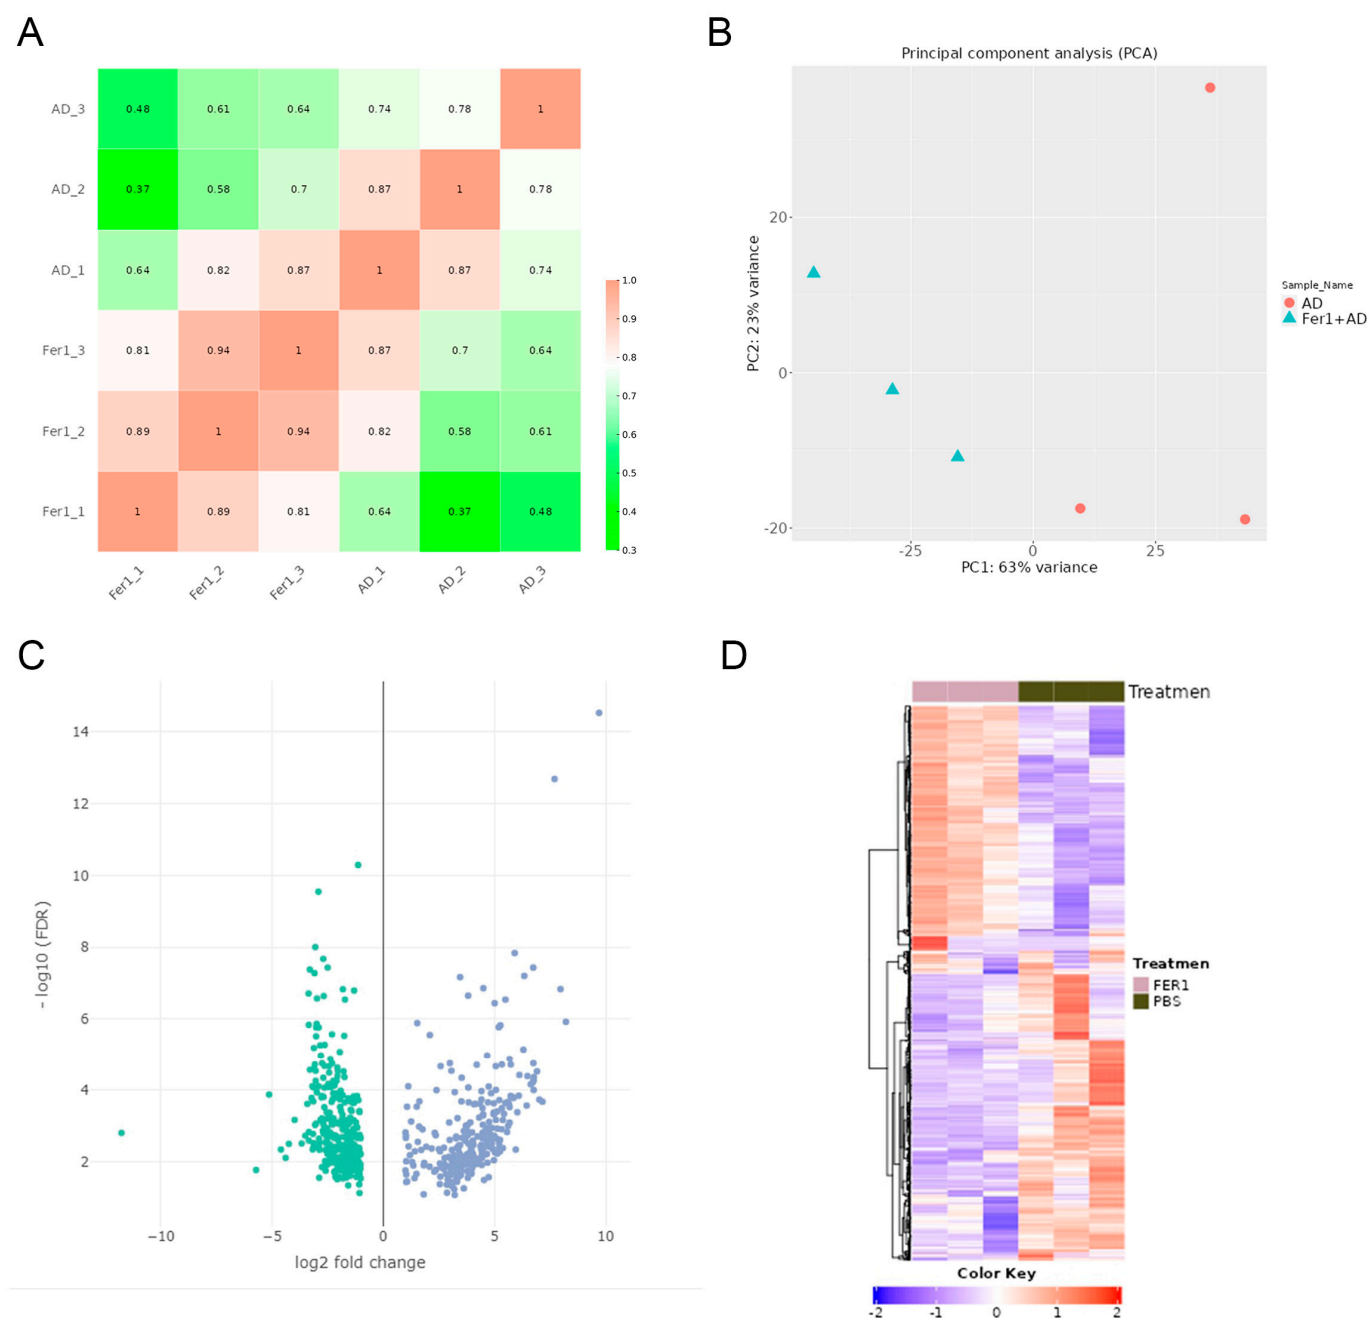 A
AD_3 0.48 0.61 0.64 0.74 0.78 1
AD_2 0.37 0.58 0.7 0.87 1 0.78
AD_1 0.64 0.82 0.87 1 0.87 0.74
Fer1_3 0.81 0.94 1 0.87 0.7 0.64
Fer1_2 0.89 1 0.94 0.82 0.58 0.61
Fer1_1 1 0.89 0.81 0.64 0.37 0.48
Fer1_1 Fer1_2 Fer1_3 AD_1 AD_2 AD_3
1.0
0.9
0.8
0.7
0.6
0.5
0.4
0.3
B
Principal component analysis (PCA)
PC2: 23% variance
20
0
-20
-25 0 25
PC1: 63% variance
Sample_Name
AD
Fer1+AD
C
- log10 (FDR)
14
12
10
8
6
4
2
−10 −5 0 5 10
log2 fold change
D
Treatmen
Treatmen
FER1
PBS
Color Key
-2 -1 0 1 2